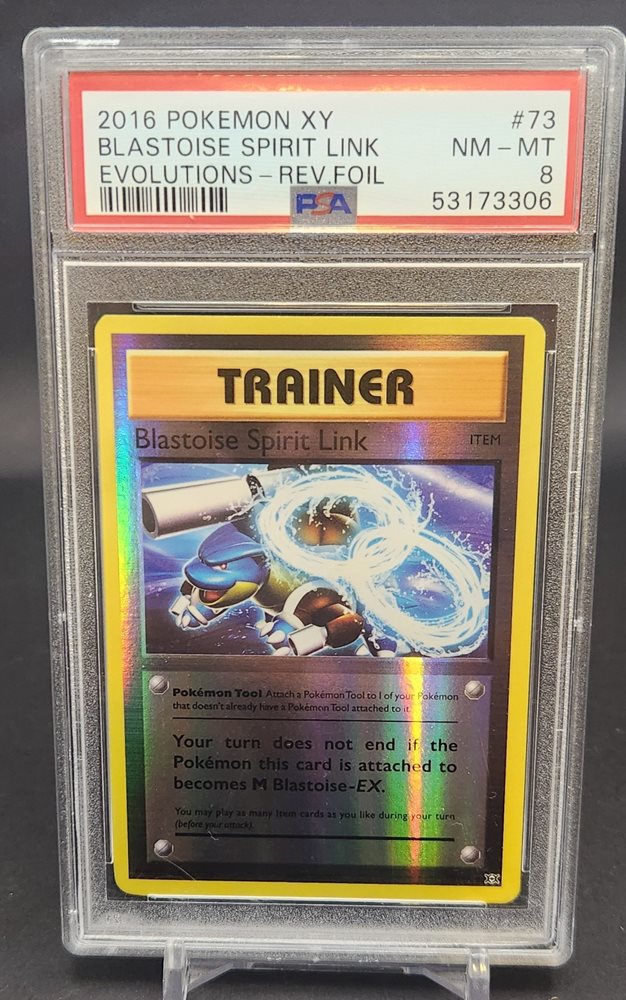 2016 POKEMON XY #73
BLASTOISE SPIRIT LINK NM - MT
EVOLUTIONS - REV.FOIL 8
PSA 53173306
TRAINER
Blastoise Spirit Link ITEM
Pokémon Tool Attach a Pokémon Tool to 1 of your Pokémon
that doesn't already have a Pokémon Tool attached to it.
Your turn does not end if the
Pokémon this card is attached to
becomes M Blastoise-EX.
You may play as many Item cards as you like during your turn
(before your attack).